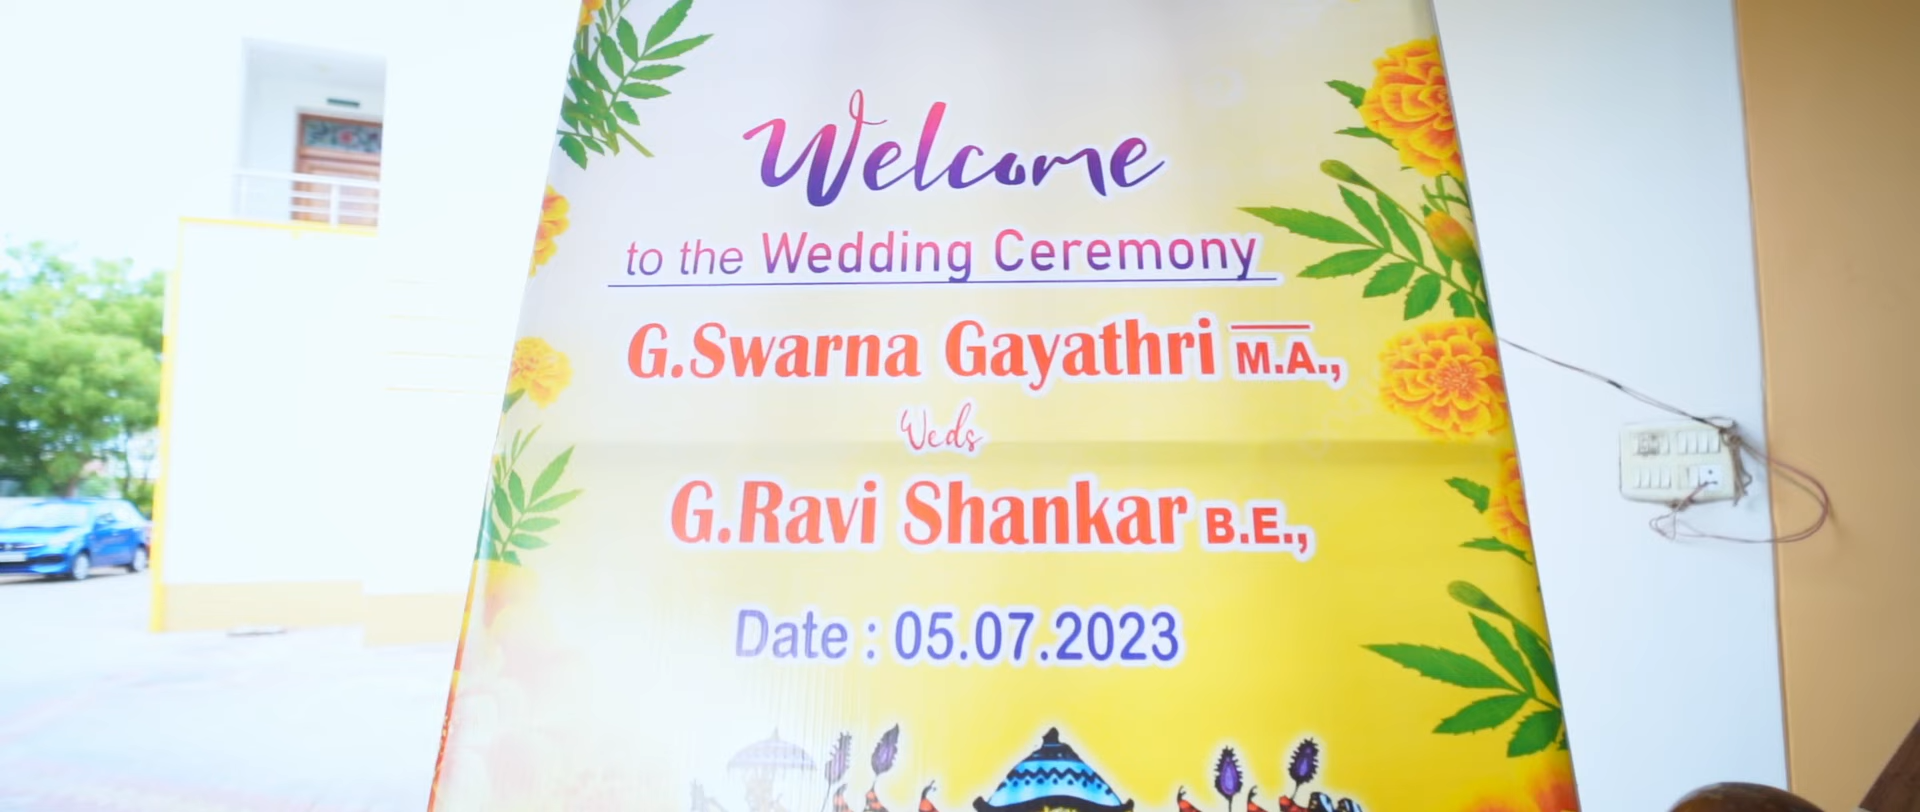 Welcome
to the Wedding Ceremony
G.Swarna Gayathri M.A.,
Weds
G.Ravi Shankar B.E.,
Date : 05.07.2023